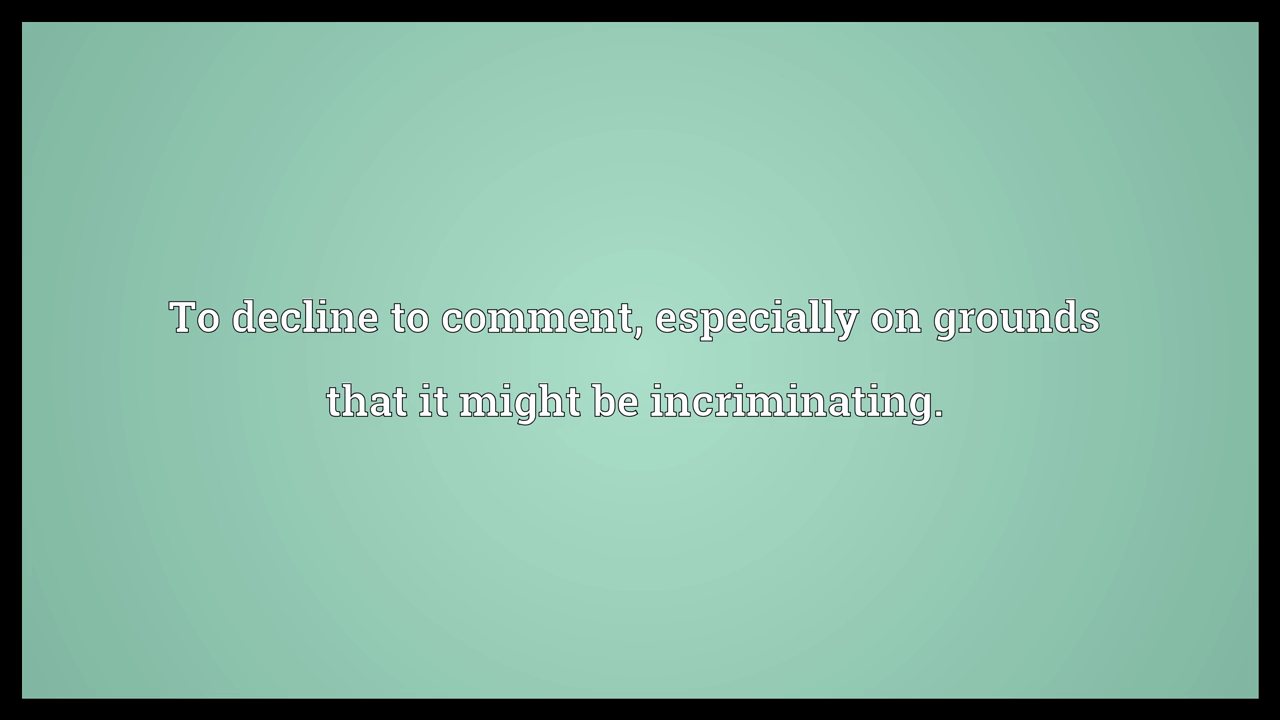 To decline to comment, especially on grounds
that it might be incriminating.